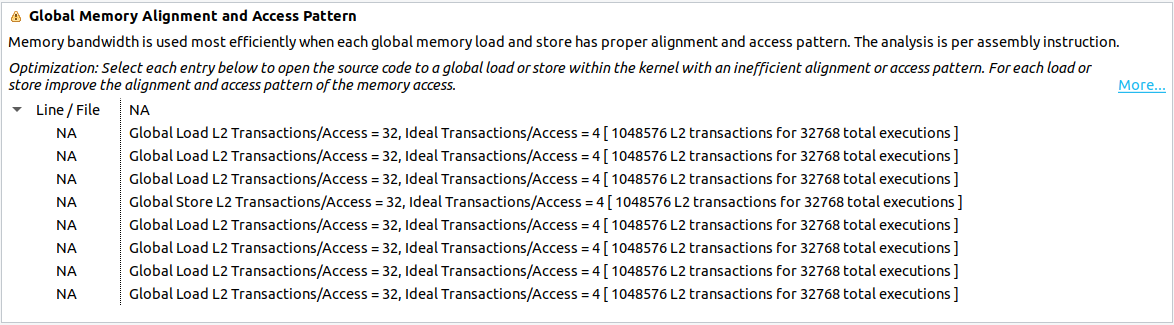 Global Memory Alignment and Access Pattern
Memory bandwidth is used most efficiently when each global memory load and store has proper alignment and access pattern. The analysis is per assembly instruction.
Optimization: Select each entry below to open the source code to a global load or store within the kernel with an inefficient alignment or access pattern. For each load or
store improve the alignment and access pattern of the memory access. More...
Line / File NA
NA Global Load L2 Transactions/Access = 32, Ideal Transactions/Access = 4 [ 1048576 L2 transactions for 32768 total executions ]
NA Global Load L2 Transactions/Access = 32, Ideal Transactions/Access = 4 [ 1048576 L2 transactions for 32768 total executions ]
NA Global Load L2 Transactions/Access = 32, Ideal Transactions/Access = 4 [ 1048576 L2 transactions for 32768 total executions ]
NA Global Store L2 Transactions/Access = 32, Ideal Transactions/Access = 4 [ 1048576 L2 transactions for 32768 total executions ]
NA Global Load L2 Transactions/Access = 32, Ideal Transactions/Access = 4 [ 1048576 L2 transactions for 32768 total executions ]
NA Global Load L2 Transactions/Access = 32, Ideal Transactions/Access = 4 [ 1048576 L2 transactions for 32768 total executions ]
NA Global Load L2 Transactions/Access = 32, Ideal Transactions/Access = 4 [ 1048576 L2 transactions for 32768 total executions ]
NA Global Load L2 Transactions/Access = 32, Ideal Transactions/Access = 4 [ 1048576 L2 transactions for 32768 total executions ]